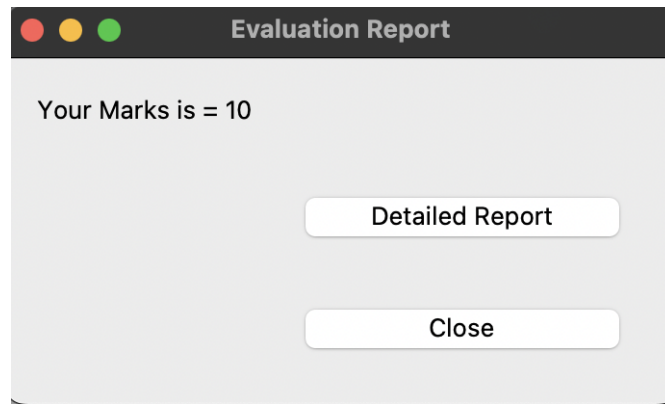 Evaluation Report
Your Marks is = 10
Detailed Report
Close